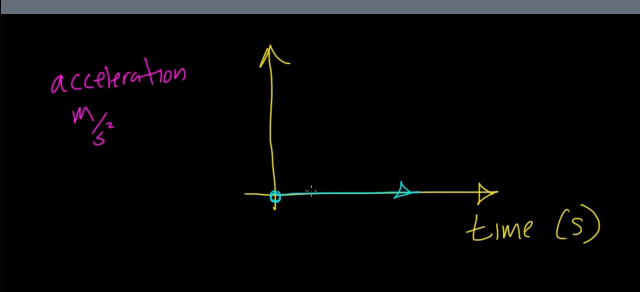 acceleration
m/s²
time (s)